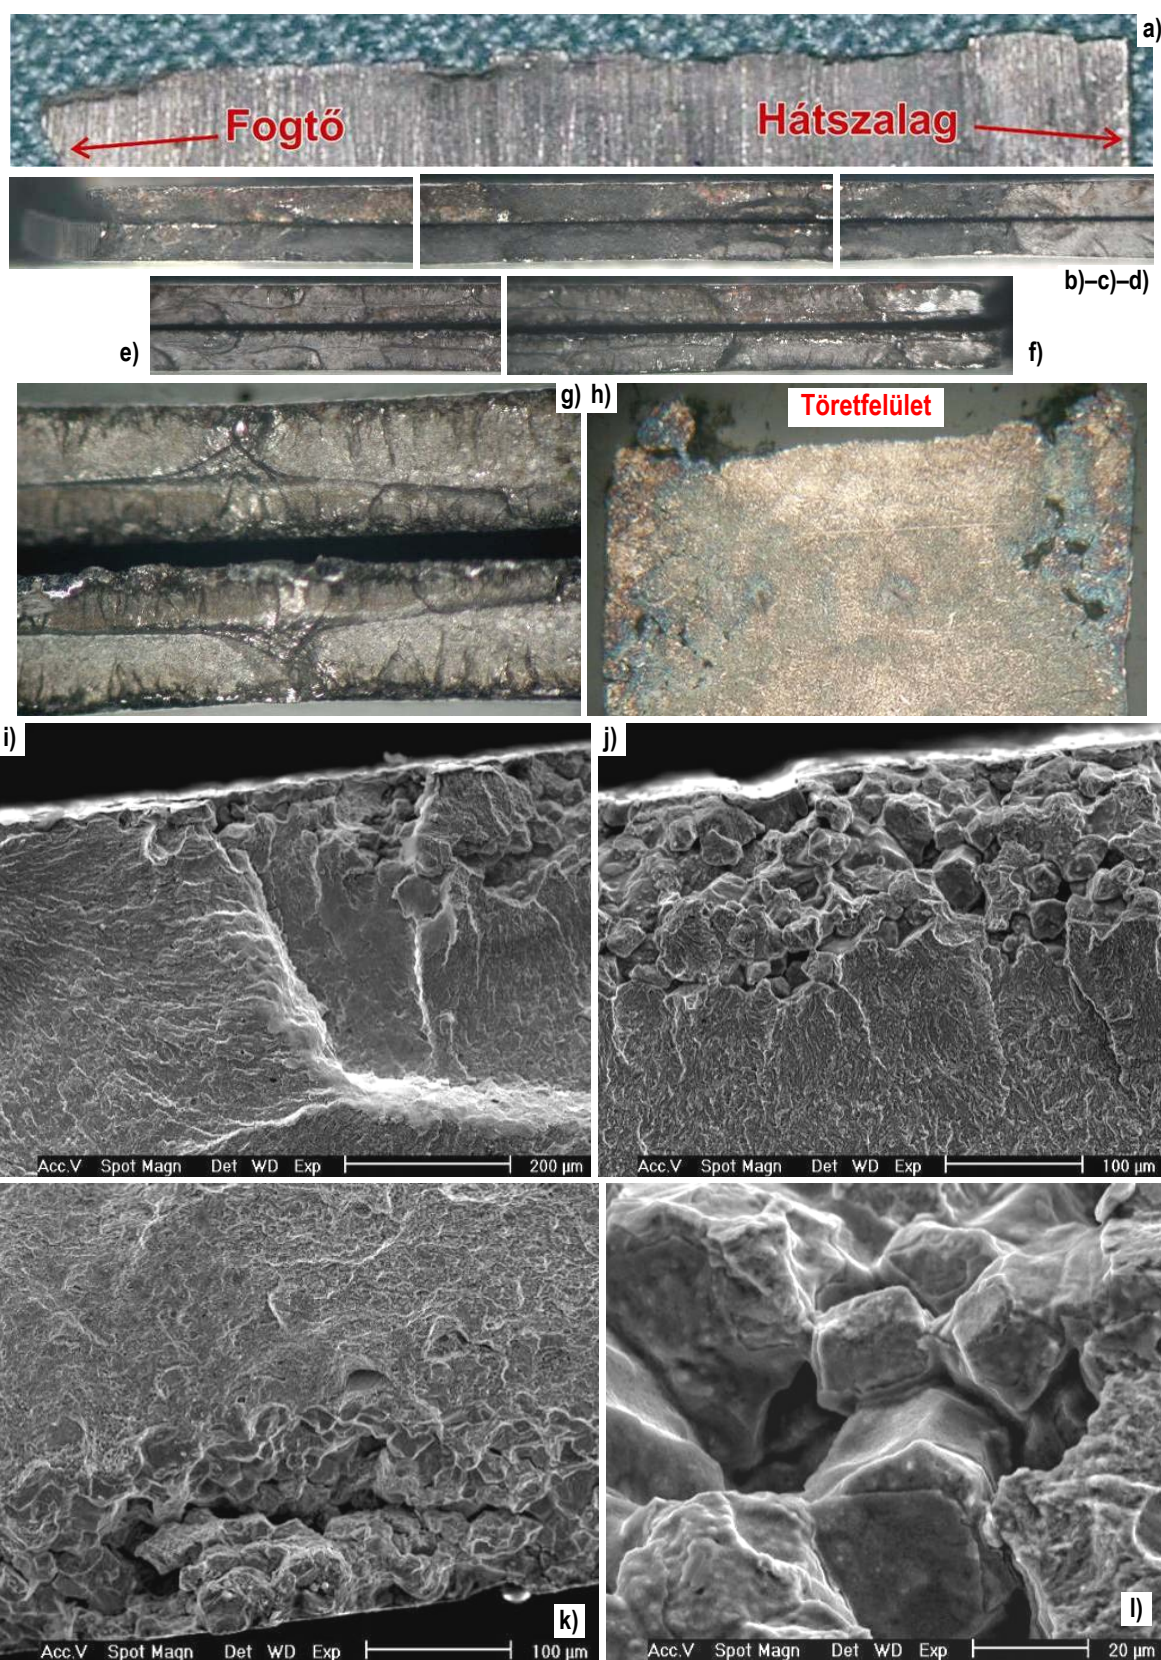 a)
Fogtő
Hátszalag
b)–c)–d)
e)
f)
g)
h)
Töretfelület
i)
j)
Acc.V Spot Magn Det WD Exp 200 µm
Acc.V Spot Magn Det WD Exp 100 µm
k)
l)
Acc.V Spot Magn Det WD Exp 100 µm
Acc.V Spot Magn Det WD Exp 20 µm